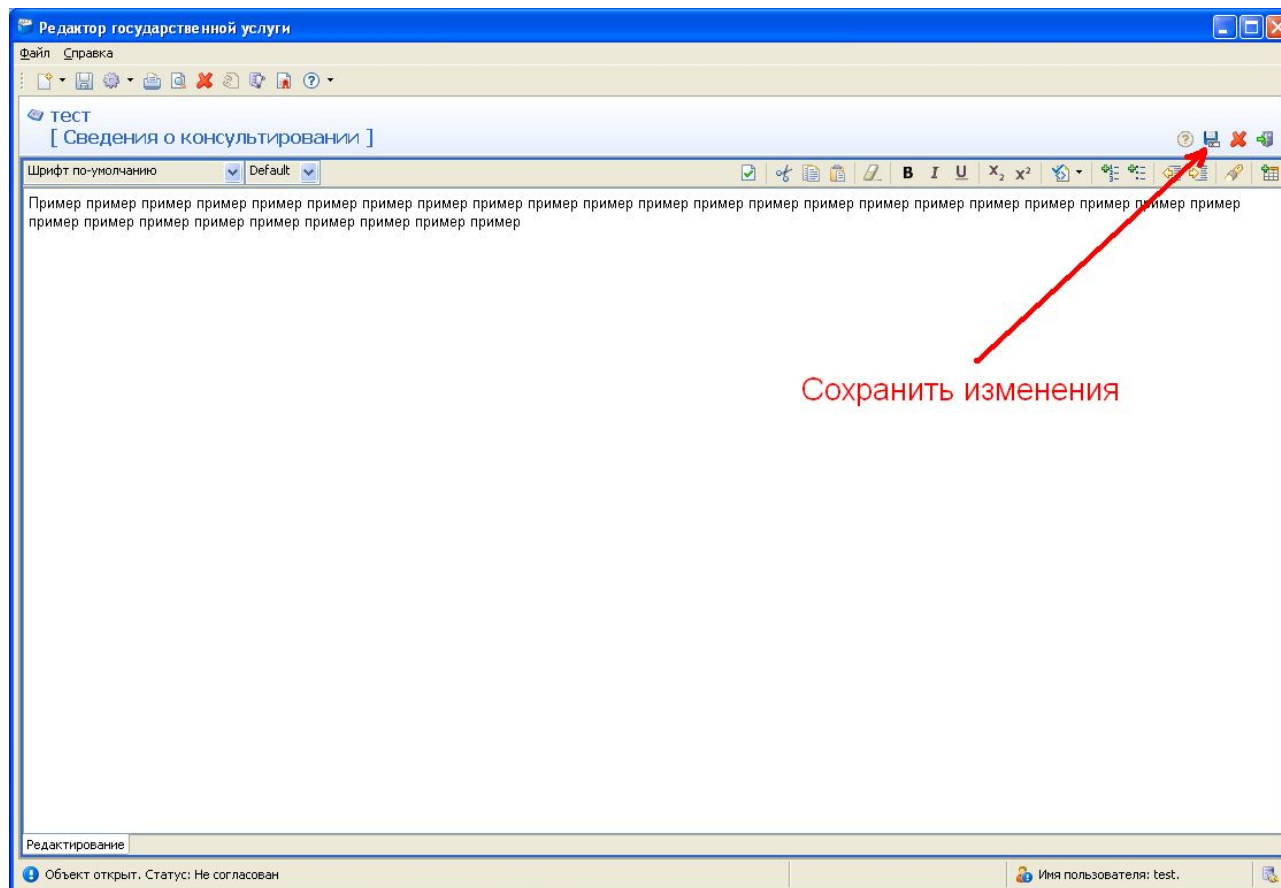 Редактор государственной услуги
Файл Справка
тест
[ Сведения о консультировании ]
Шрифт по-умолчанию Default B I U X₂ X²
Пример пример пример пример пример пример пример пример пример пример пример пример пример пример пример пример пример пример пример пример пример пример
пример пример пример пример пример пример пример пример пример
Сохранить изменения
Редактирование
Объект открыт. Статус: Не согласован Имя пользователя: test.